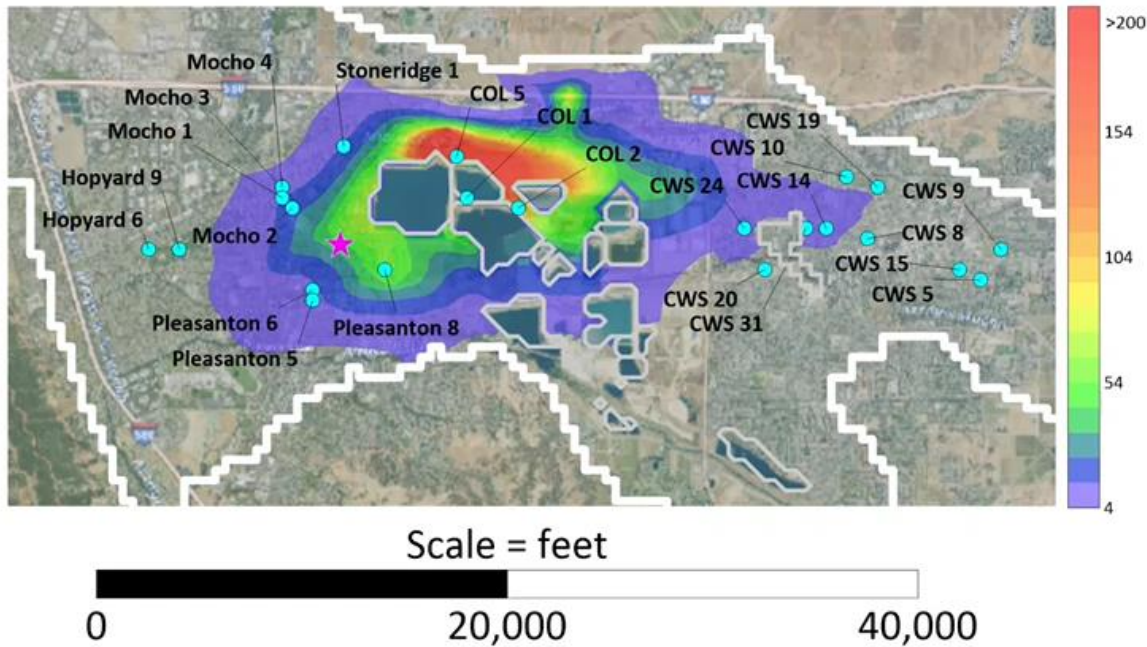 >200
Mocho 4
Stoneridge 1
COL 5
Mocho 3
CWS 19
COL 1
Mocho 1
154
CWS 10
COL 2
Hopyard 9
CWS 24
CWS 14
CWS 9
Hopyard 6
Mocho 2
CWS 8
104
CWS 15
CWS 5
CWS 20
Pleasanton 6
Pleasanton 8
CWS 31
Pleasanton 5
54
4
Scale = feet
0
20,000
40,000